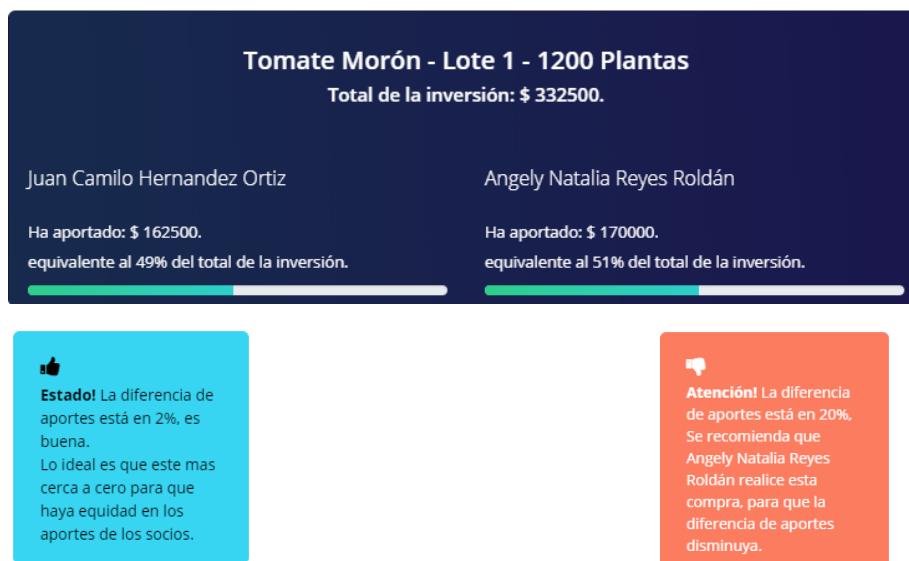 Tomate Morón - Lote 1 - 1200 Plantas
Total de la inversión: $ 332500.
Juan Camilo Hernandez Ortiz
Ha aportado: $ 162500.
equivalente al 49% del total de la inversión.
Angely Natalia Reyes Roldán
Ha aportado: $ 170000.
equivalente al 51% del total de la inversión.
Estado! La diferencia de
aportes está en 2%, es
buena.
Lo ideal es que este mas
cerca a cero para que
haya equidad en los
aportes de los socios.
Atención! La diferencia
de aportes está en 20%,
Se recomienda que
Angely Natalia Reyes
Roldán realice esta
compra, para que la
diferencia de aportes
disminuya.